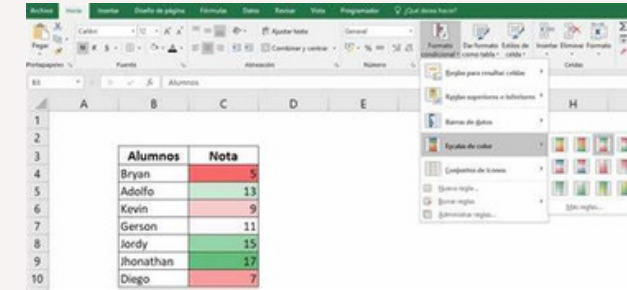 Archivo Inicio Insertar Diseño de página Fórmulas Datos Revisar Vista Programador ¿Qué desea hacer?
Pegar
Calibri 12
N K S
Ajustar texto
Combinar y centrar
General
% 000
Formato condicional Dar formato como tabla Estilos de celda Insertar Eliminar Formato
Portapapeles Fuente Alineación Número Celdas
B3 fx Alumnos
A B C D E H
1
2
3 Alumnos Nota
4 Bryan 5
5 Adolfo 13
6 Kevin 9
7 Gerson 11
8 Jordy 15
9 Jhonathan 17
10 Diego 7
Reglas para resaltar celdas
Reglas superiores e inferiores
Barras de datos
Escalas de color
Conjuntos de iconos
Nueva regla...
Borrar reglas
Administrar reglas...
Más reglas...